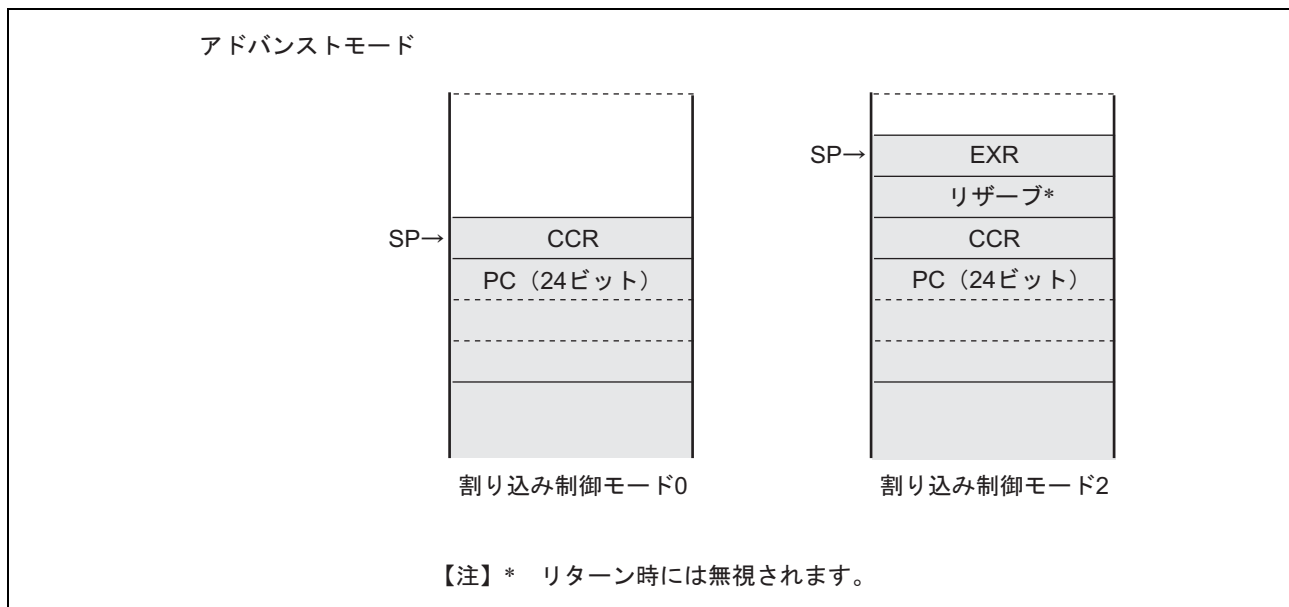 アドバンストモード
SP→
CCR
PC（24ビット）
割り込み制御モード0
SP→
EXR
リザーブ*
CCR
PC（24ビット）
割り込み制御モード2
【注】* リターン時には無視されます。